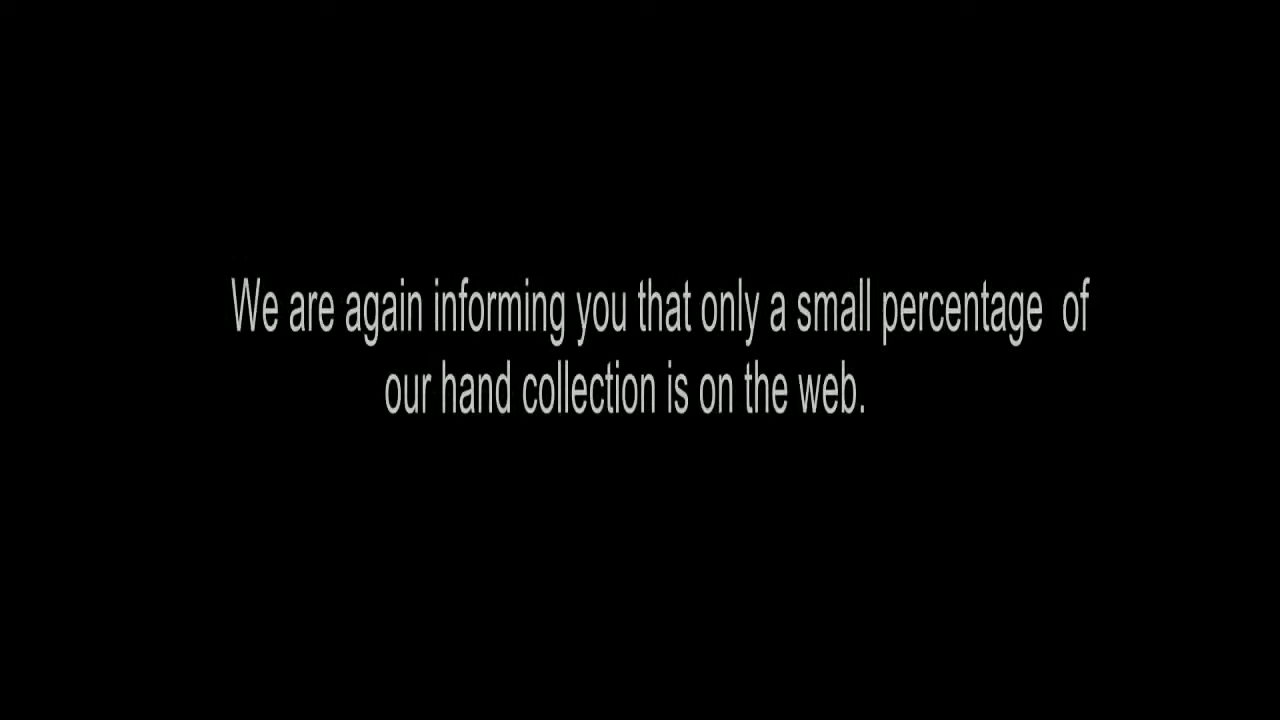 We are again informing you that only a small percentage of
our hand collection is on the web.